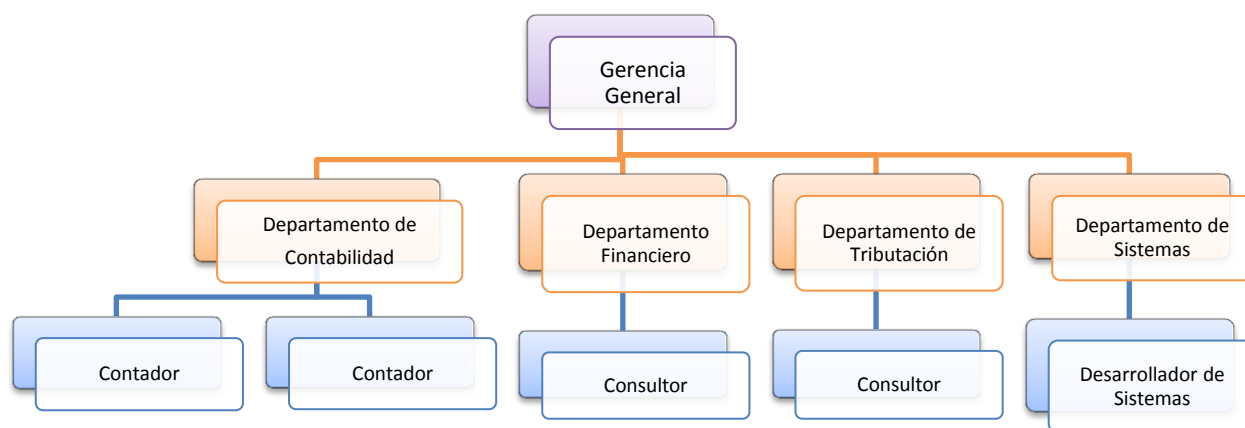 Gerencia
General
Departamento de
Contabilidad
Departamento
Financiero
Departamento de
Tributación
Departamento de
Sistemas
Contador
Contador
Consultor
Consultor
Desarrollador de
Sistemas